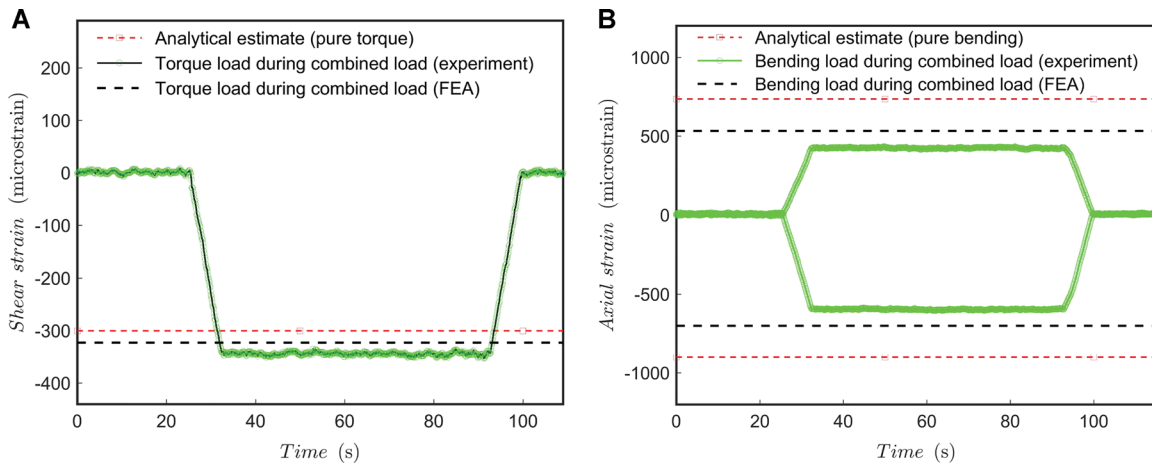 A
Analytical estimate (pure torque)
Torque load during combined load (experiment)
Torque load during combined load (FEA)
200
100
0
-100
-200
-300
-400
Shear strain (microstrain)
0
20
40
60
80
100
Time (s)
B
Analytical estimate (pure bending)
Bending load during combined load (experiment)
Bending load during combined load (FEA)
1000
500
0
-500
-1000
Axial strain (microstrain)
0
20
40
60
80
100
Time (s)